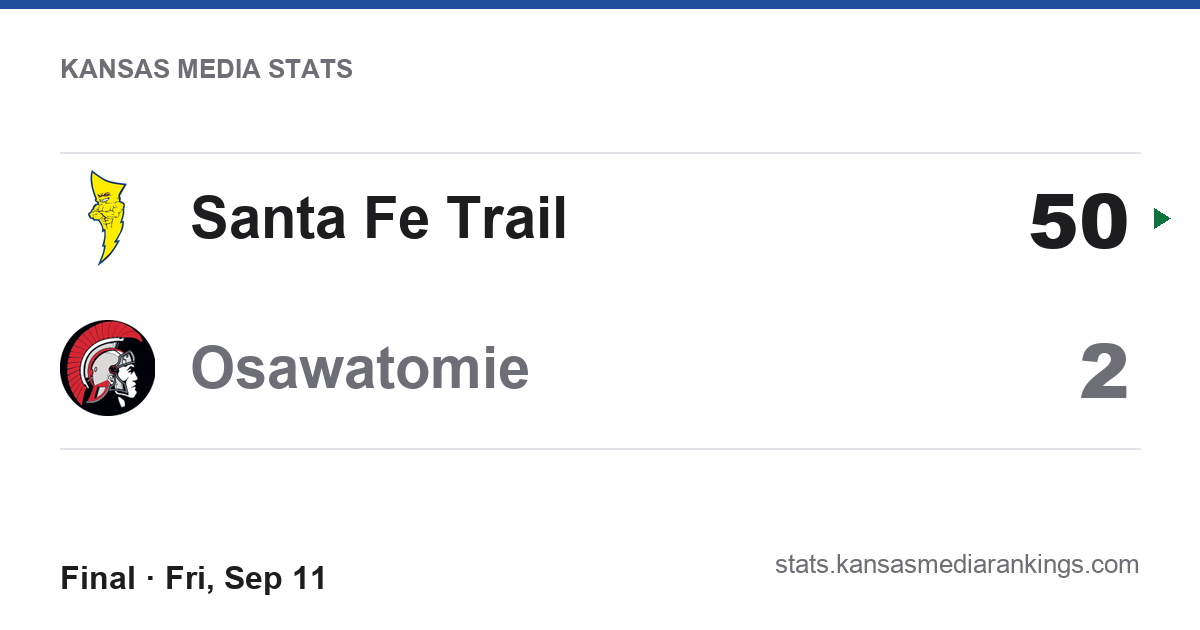 KANSAS MEDIA STATS
Santa Fe Trail 50
Osawatomie 2
Final · Fri, Sep 11
stats.kansasmediarankings.com